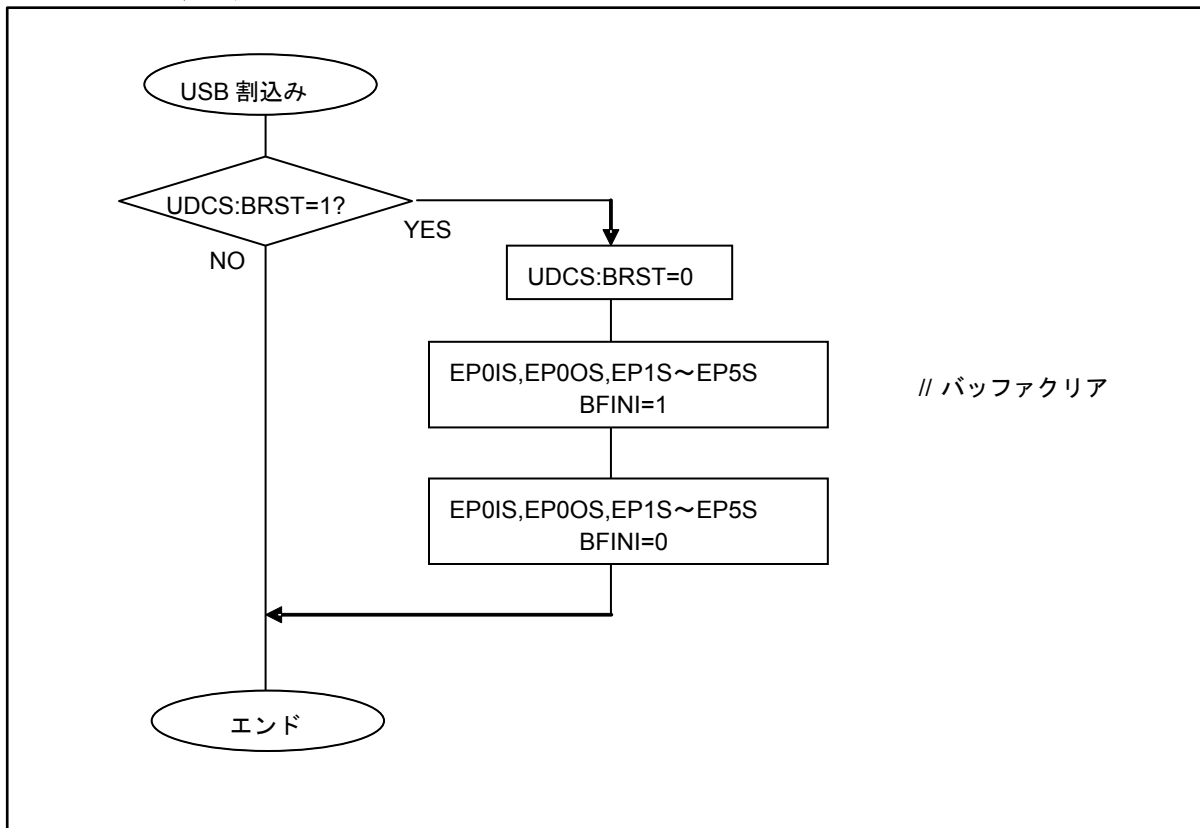 USB 割込み
UDCS:BRST=1?
YES
NO
UDCS:BRST=0
EP0IS,EP0OS,EP1S～EP5S
BFINI=1
// バッファクリア
EP0IS,EP0OS,EP1S～EP5S
BFINI=0
エンド